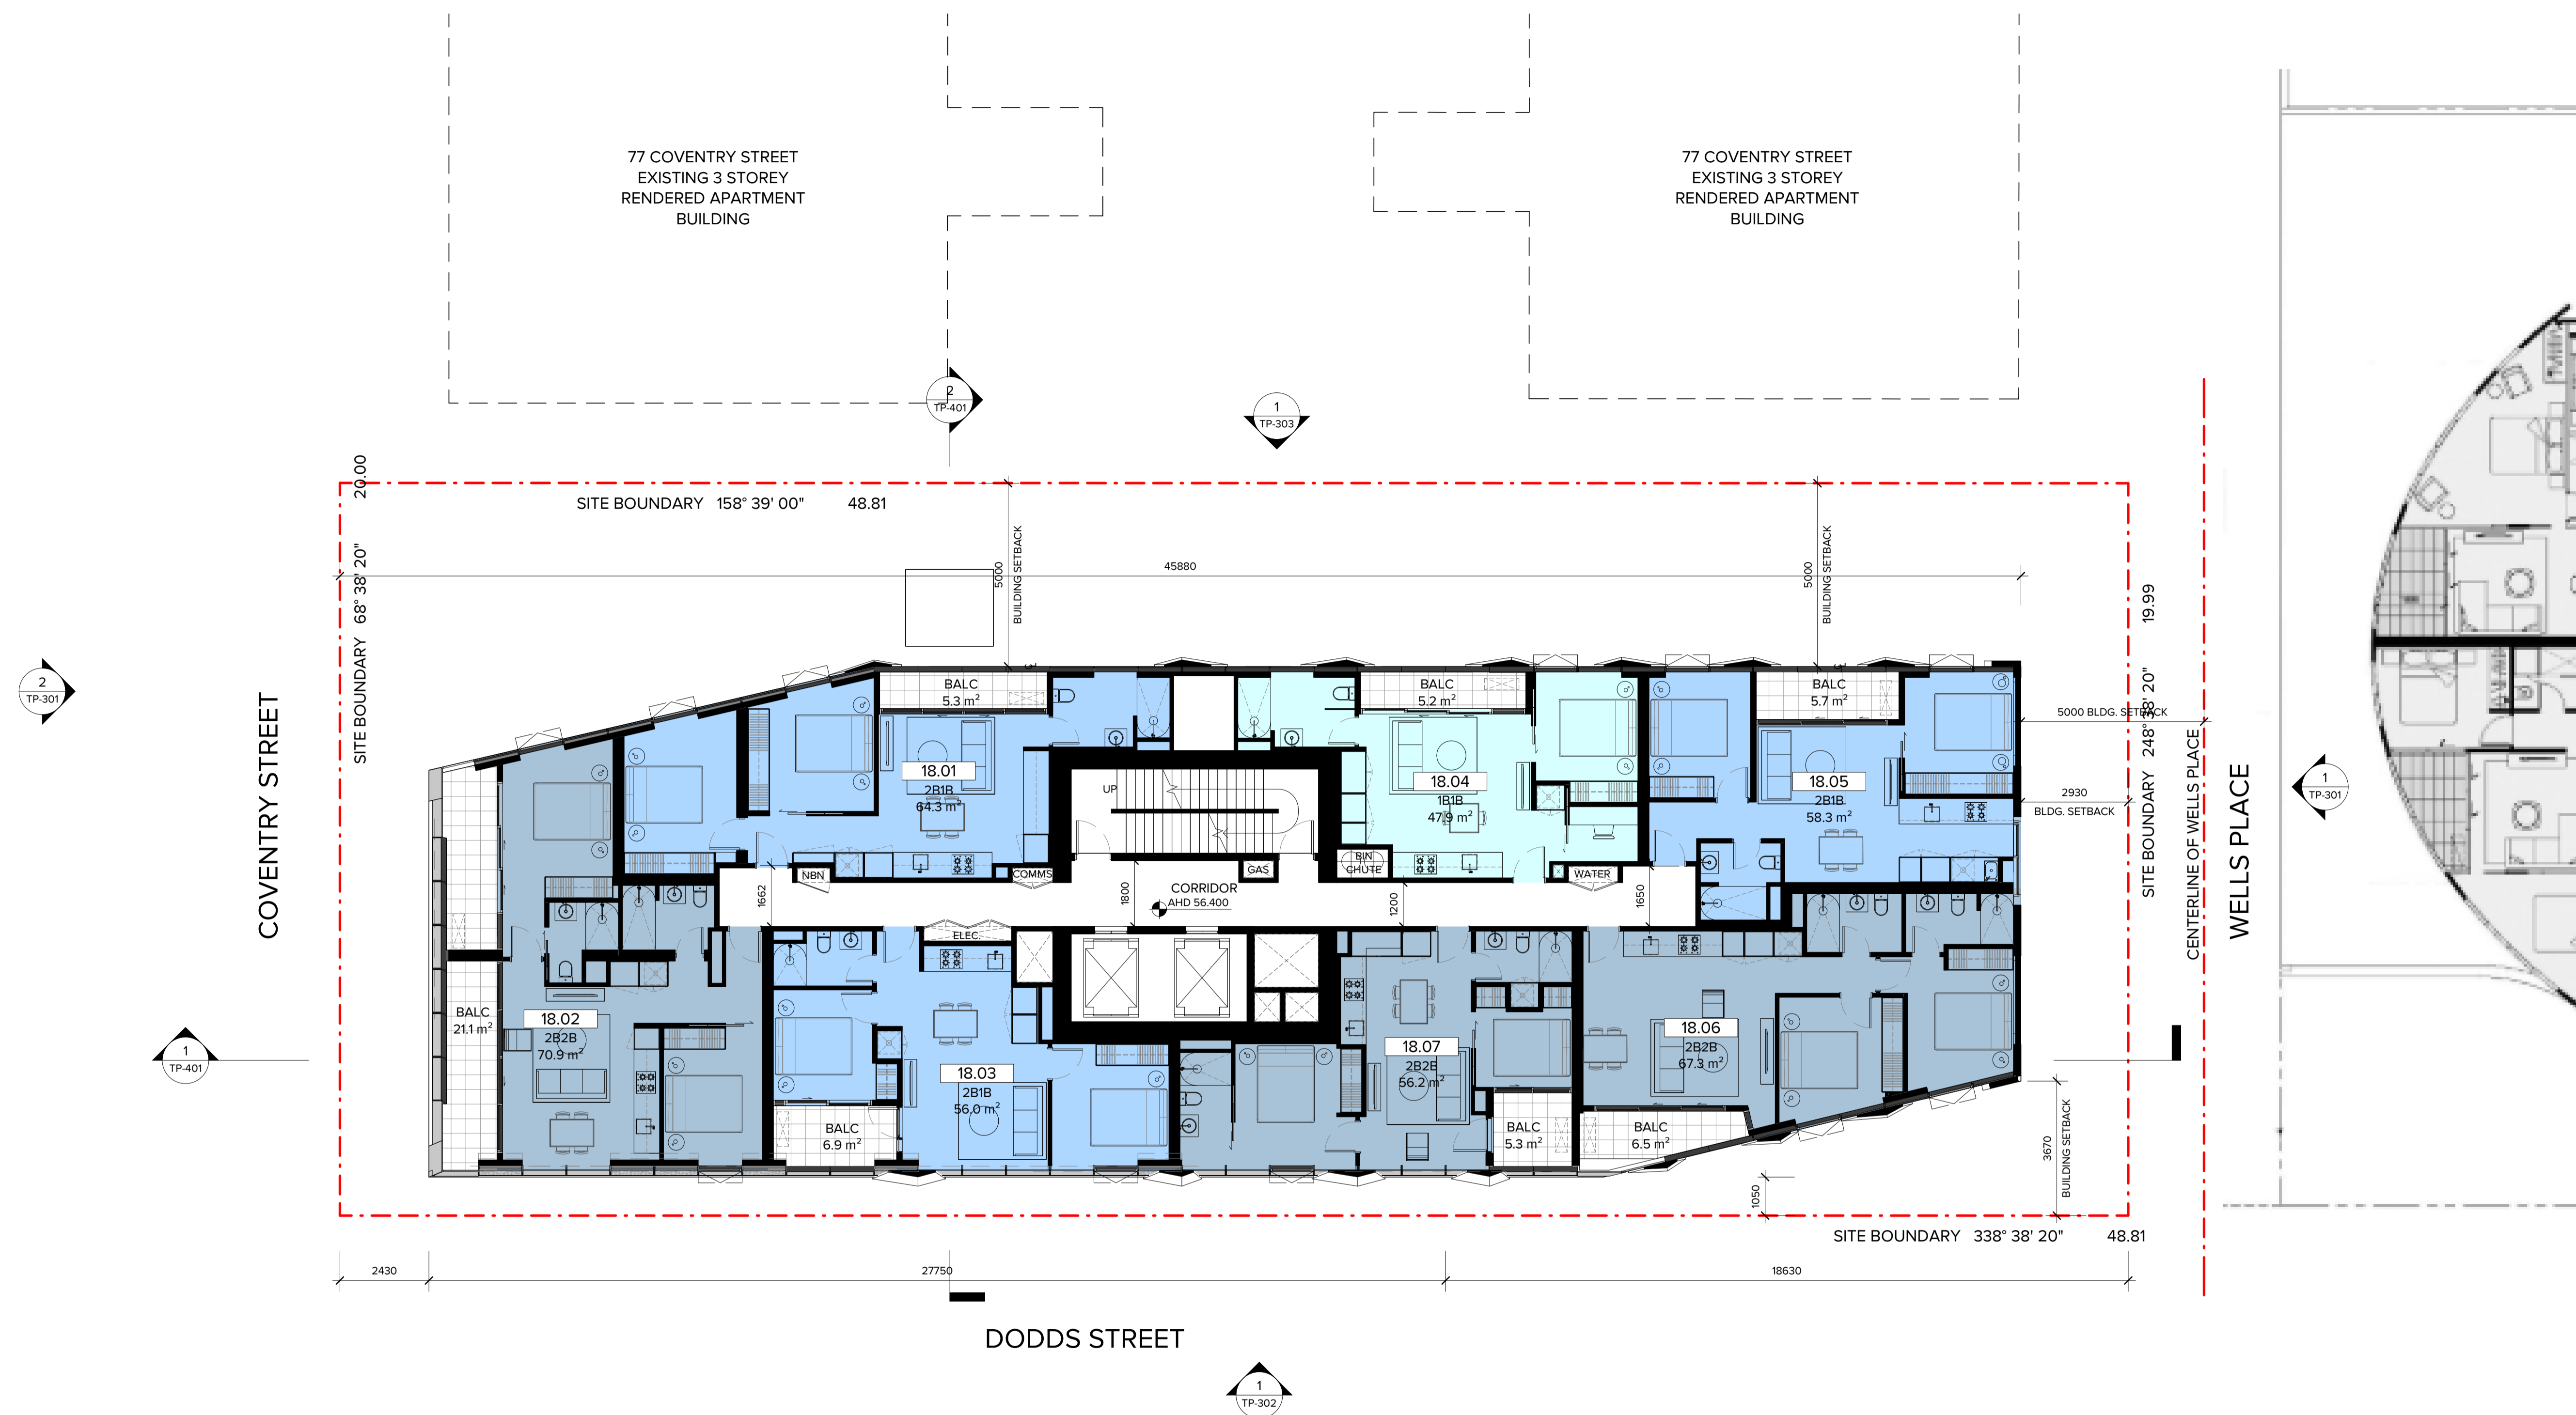 77 COVENTRY STREET
EXISTING 3 STOREY
RENDERED APARTMENT
BUILDING
77 COVENTRY STREET
EXISTING 3 STOREY
RENDERED APARTMENT
BUILDING
2
TP-401
1
TP-303
20.00
SITE BOUNDARY 68° 38' 20"
SITE BOUNDARY 158° 39' 00" 48.81
5000
BUILDING SETBACK
5000
BUILDING SETBACK
45880
19.99
SITE BOUNDARY 248° 38' 20"
CENTERLINE OF WELLS PLACE
WELLS PLACE
COVENTRY STREET
2
TP-301
1
TP-301
1
TP-401
5000 BLDG. SETBACK
2930
BLDG. SETBACK
BALC
5.3 m²
BALC
5.2 m²
BALC
5.7 m²
18.01
2B1B
64.3 m²
18.04
1B1B
47.9 m²
18.05
2B1B
58.3 m²
UP
NBN
COMMS
GAS
BIN
CHUTE
WATER
1662
1800
CORRIDOR
AHD 56.400
1200
1650
ELEC.
BALC
21.1 m²
18.02
2B2B
70.9 m²
18.03
2B1B
56.0 m²
18.07
2B2B
56.2 m²
18.06
2B2B
67.3 m²
BALC
6.9 m²
BALC
5.3 m²
BALC
6.5 m²
3670
BUILDING SETBACK
1050
SITE BOUNDARY 338° 38' 20" 48.81
2430
27750
18630
DODDS STREET
1
TP-302